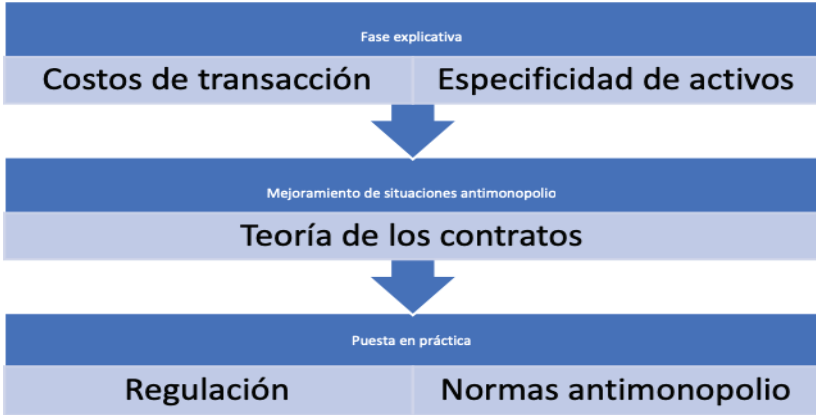 Fase explicativa
Costos de transacción
Especificidad de activos
Mejoramiento de situaciones antimonopolio
Teoría de los contratos
Puesta en práctica
Regulación
Normas antimonopolio